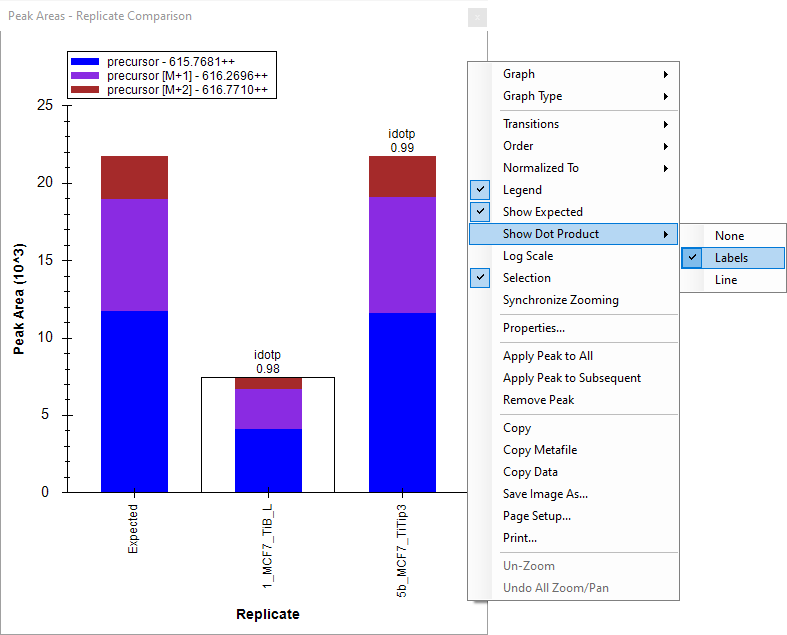 Peak Areas - Replicate Comparison
x
precursor - 615.7681++
precursor [M+1] - 616.2696++
precursor [M+2] - 616.7710++
25
20
15
10
5
0
Peak Area (10^3)
idotp
0.98
idotp
0.99
Expected
1_MCF7_TiB_L
5b_MCF7_TiTip3
Replicate
Graph
Graph Type
Transitions
Order
Normalized To
Legend
Show Expected
Show Dot Product
Log Scale
Selection
Synchronize Zooming
Properties...
Apply Peak to All
Apply Peak to Subsequent
Remove Peak
Copy
Copy Metafile
Copy Data
Save Image As...
Page Setup...
Print...
Un-Zoom
Undo All Zoom/Pan
None
Labels
Line